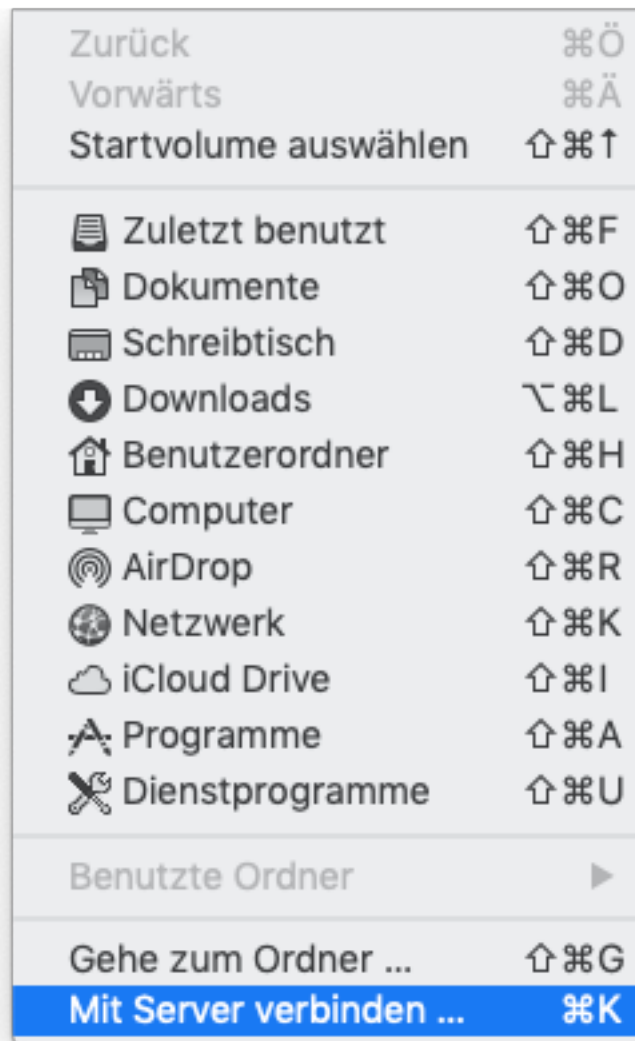 Zurück ⌘Ö
Vorwärts ⌘Ä
Startvolume auswählen ⇧⌘↑
Zuletzt benutzt ⇧⌘F
Dokumente ⇧⌘O
Schreibtisch ⇧⌘D
Downloads ⌥⌘L
Benutzerordner ⇧⌘H
Computer ⇧⌘C
AirDrop ⇧⌘R
Netzwerk ⇧⌘K
iCloud Drive ⇧⌘I
Programme ⇧⌘A
Dienstprogramme ⇧⌘U
Benutzte Ordner ▶
Gehe zum Ordner ... ⇧⌘G
Mit Server verbinden ... ⌘K